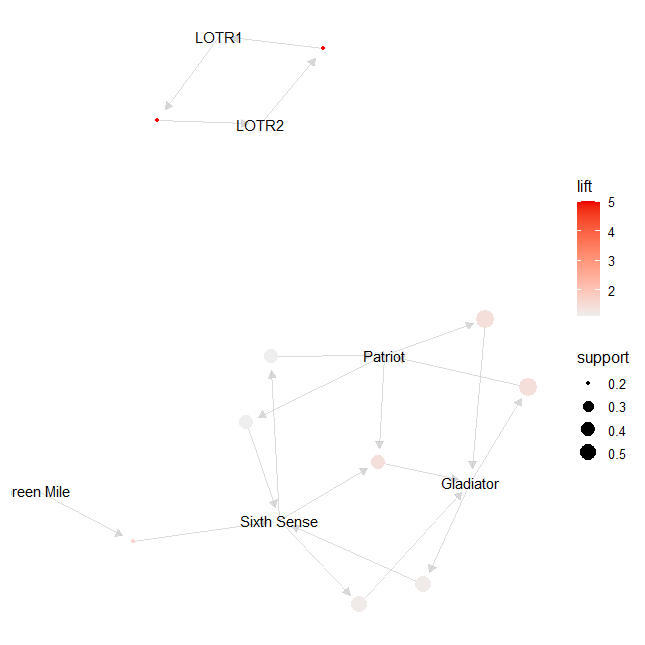 LOTR1
LOTR2
lift
5
4
3
2
Patriot
support
0.2
0.3
0.4
0.5
Gladiator
reen Mile
Sixth Sense